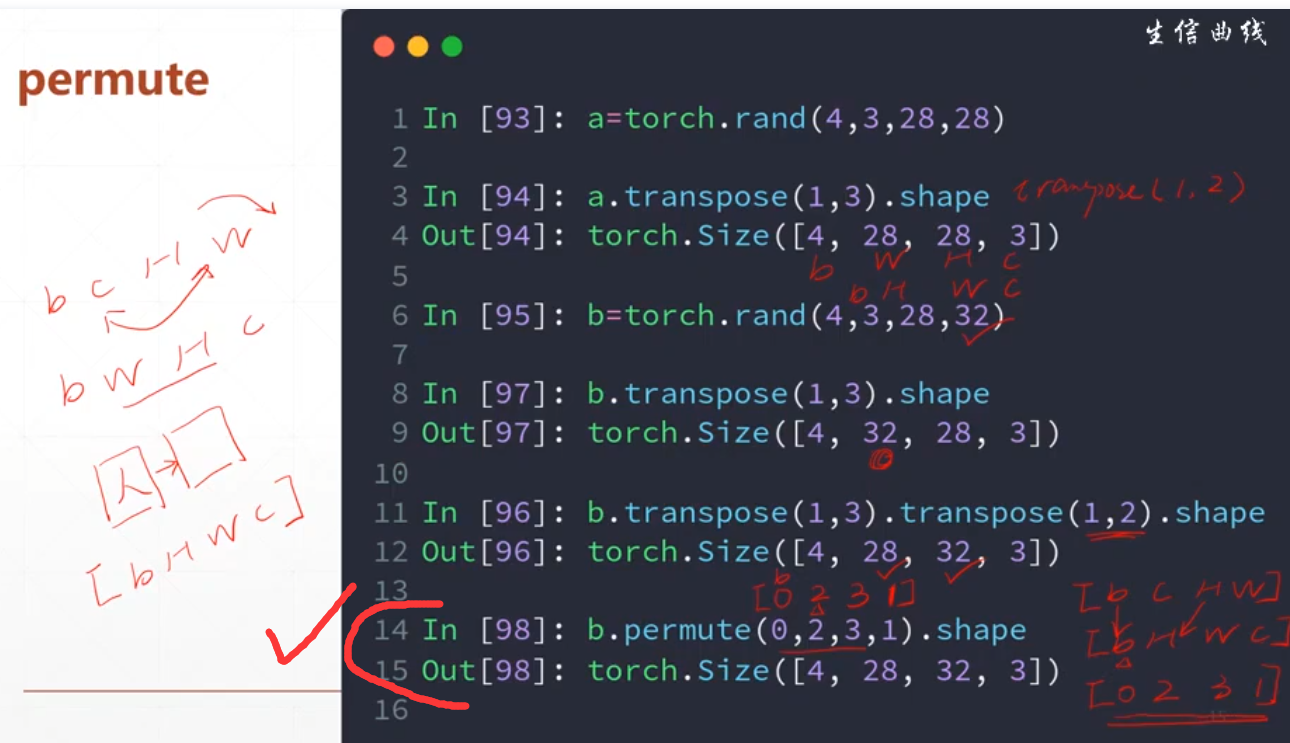 permute
生信曲线
1 In [93]: a=torch.rand(4,3,28,28)
2
3 In [94]: a.transpose(1,3).shape transpose(1,2)
4 Out[94]: torch.Size([4, 28, 28, 3])
b W H C
5
b H W C
6 In [95]: b=torch.rand(4,3,28,32)
7
8 In [97]: b.transpose(1,3).shape
9 Out[97]: torch.Size([4, 32, 28, 3])
10
11 In [96]: b.transpose(1,3).transpose(1,2).shape
12 Out[96]: torch.Size([4, 28, 32, 3])
b
13
[0 2 3 1]
14 In [98]: b.permute(0,2,3,1).shape
15 Out[98]: torch.Size([4, 28, 32, 3])
16
b c H W
b W H c
人
[b H W c]
[b C H W]
[b H W C]
[0 2 3 1]